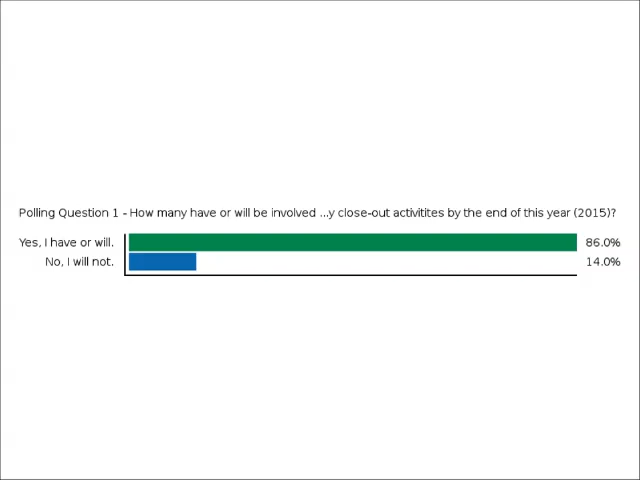 Polling Question 1 - How many have or will be involved ...y close-out activitites by the end of this year (2015)?
Yes, I have or will. 86.0%
No, I will not. 14.0%